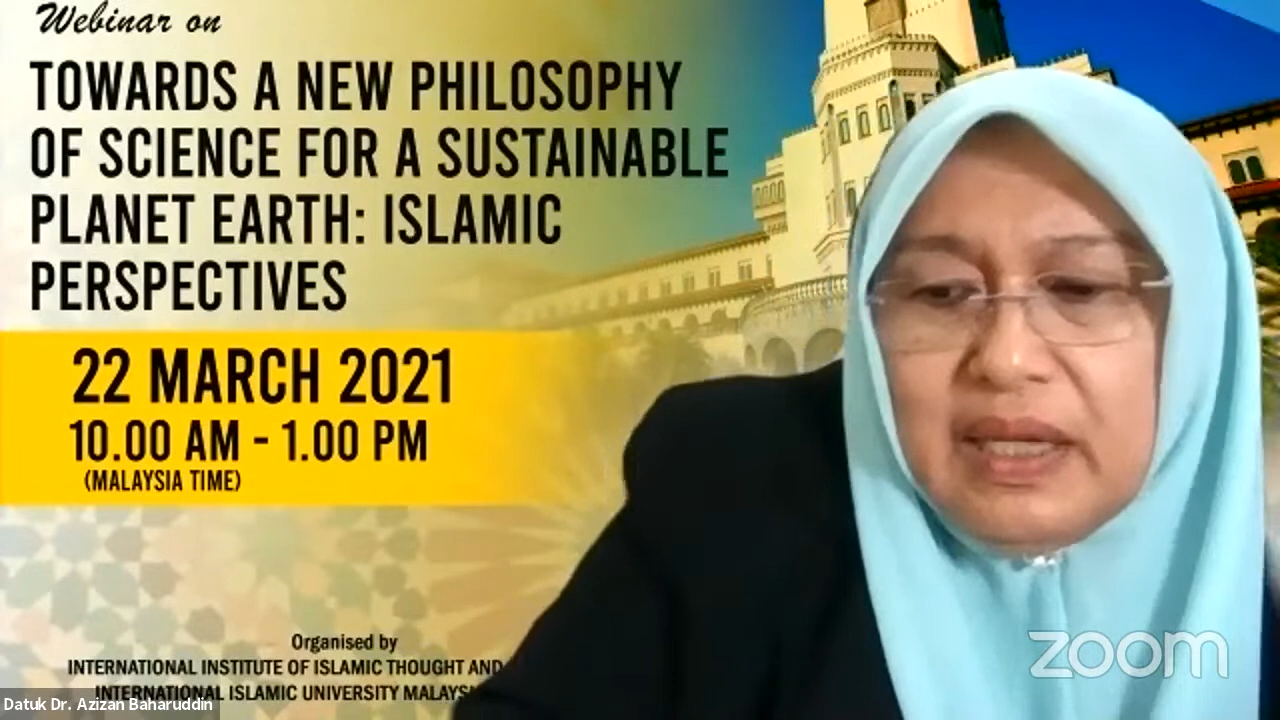 Webinar on
TOWARDS A NEW PHILOSOPHY
OF SCIENCE FOR A SUSTAINABLE
PLANET EARTH: ISLAMIC
PERSPECTIVES
22 MARCH 2021
10.00 AM - 1.00 PM
(MALAYSIA TIME)
Organised by
INTERNATIONAL INSTITUTE OF ISLAMIC THOUGHT AND
INTERNATIONAL ISLAMIC UNIVERSITY MALAYSI
Datuk Dr. Azizan Baharuddin
zoom